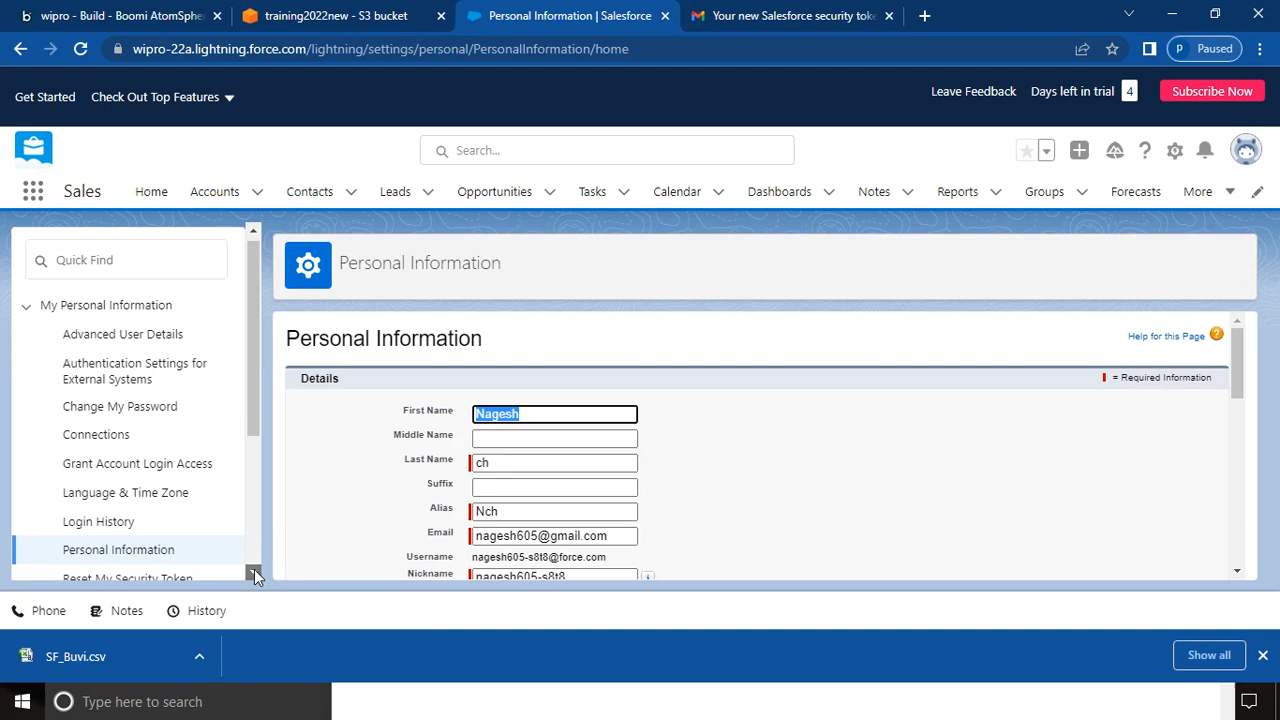 wipro - Build - Boomi AtomSphe
training2022new - S3 bucket
Personal Information | Salesforce
Your new Salesforce security toke
wipro-22a.lightning.force.com/lightning/settings/personal/PersonalInformation/home
Paused
Get Started
Check Out Top Features
Leave Feedback
Days left in trial
4
Subscribe Now
Search...
Sales
Home
Accounts
Contacts
Leads
Opportunities
Tasks
Calendar
Dashboards
Notes
Reports
Groups
Forecasts
More
Quick Find
My Personal Information
Advanced User Details
Authentication Settings for
External Systems
Change My Password
Connections
Grant Account Login Access
Language & Time Zone
Login History
Personal Information
Reset My Security Token
Personal Information
Personal Information
Help for this Page
Details
= Required Information
First Name Nagesh
Middle Name
Last Name ch
Suffix
Alias Nch
Email nagesh605@gmail.com
Username nagesh605-s8t8@force.com
Nickname nagesh605-s8t8
Phone
Notes
History
SF_Buvi.csv
Show all
Type here to search